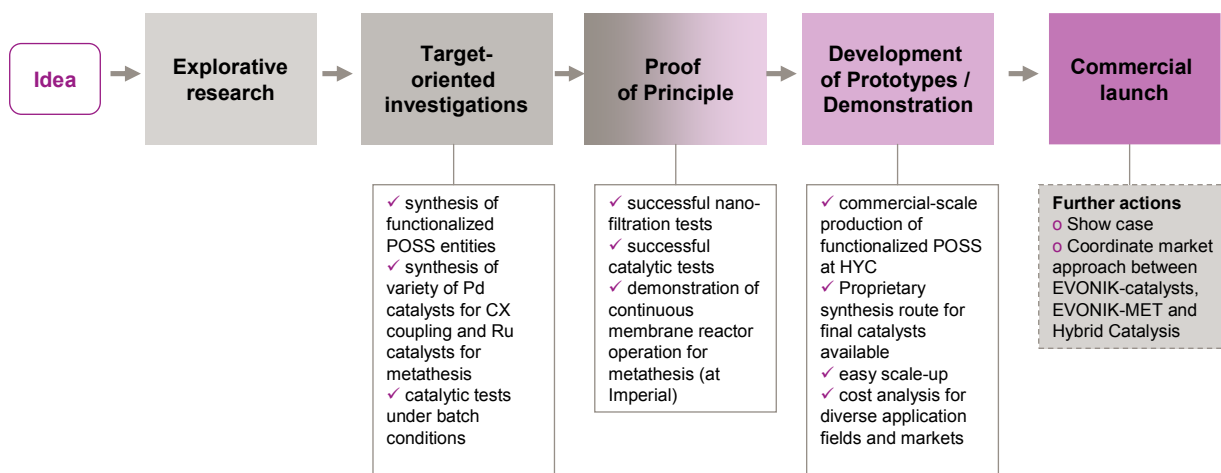 Idea
Explorative
research
Target-
oriented
investigations
Proof
of Principle
Development
of Prototypes /
Demonstration
Commercial
launch
✓ synthesis of
functionalized
POSS entities
✓ synthesis of
variety of Pd
catalysts for CX
coupling and Ru
catalysts for
metathesis
✓ catalytic tests
under batch
conditions
✓ successful nano-
filtration tests
✓ successful
catalytic tests
✓ demonstration of
continuous
membrane reactor
operation for
metathesis (at
Imperial)
✓ commercial-scale
production of
functionalized POSS
at HYC
✓ Proprietary
synthesis route for
final catalysts
available
✓ easy scale-up
✓ cost analysis for
diverse application
fields and markets
Further actions
o Show case
o Coordinate market
approach between
EVONIK-catalysts,
EVONIK-MET and
Hybrid Catalysis